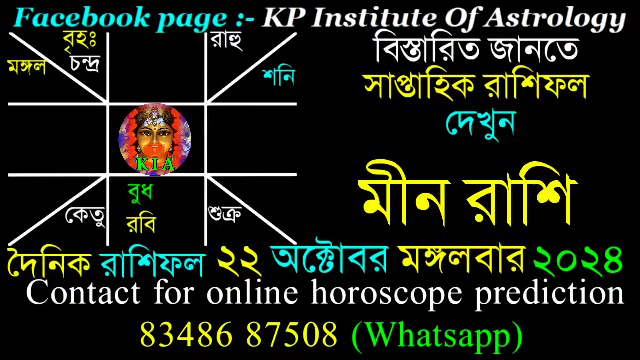 Facebook page :- KP Institute Of Astrology
বৃহঃ
মঙ্গল চন্দ্র
রাহু
শনি
বিস্তারিত জানতে
সাপ্তাহিক রাশিফল
দেখুন
KIA
মীন রাশি
বুধ
কেতু রবি
শুক্র
দৈনিক রাশিফল ২২ অক্টোবর মঙ্গলবার ২০২৪
Contact for online horoscope prediction
83486 87508 (Whatsapp)